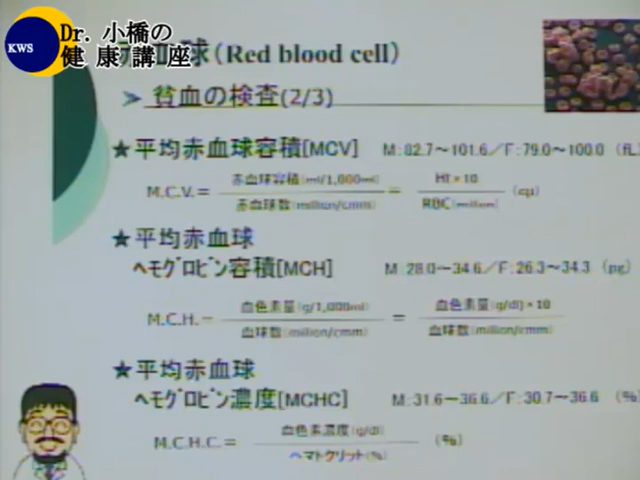 KWS
Dr. 小橋の
健康講座
赤血球 (Red blood cell)
➢ 貧血の検査(2/3)
★平均赤血球容積[MCV] M:82.7～101.6/F:79.0～100.0 (fL)
M.C.V.= 赤血球容積(ml/1,000ml) / 赤血球数(million/cmm) = Ht×10 / RBC(million) (cμ)
★平均赤血球
ヘモグロビン容積[MCH] M:28.0～34.6/F:26.3～34.3 (pg)
M.C.H.= 血色素量(g/1,000ml) / 血球数(million/cmm) = 血色素量(g/dl)×10 / 血球数(million/cmm)
★平均赤血球
ヘモグロビン濃度[MCHC] M:31.6～36.6/F:30.7～36.6 (%)
M.C.H.C.= 血色素濃度(g/dl) / ヘマトクリット(%) (%)